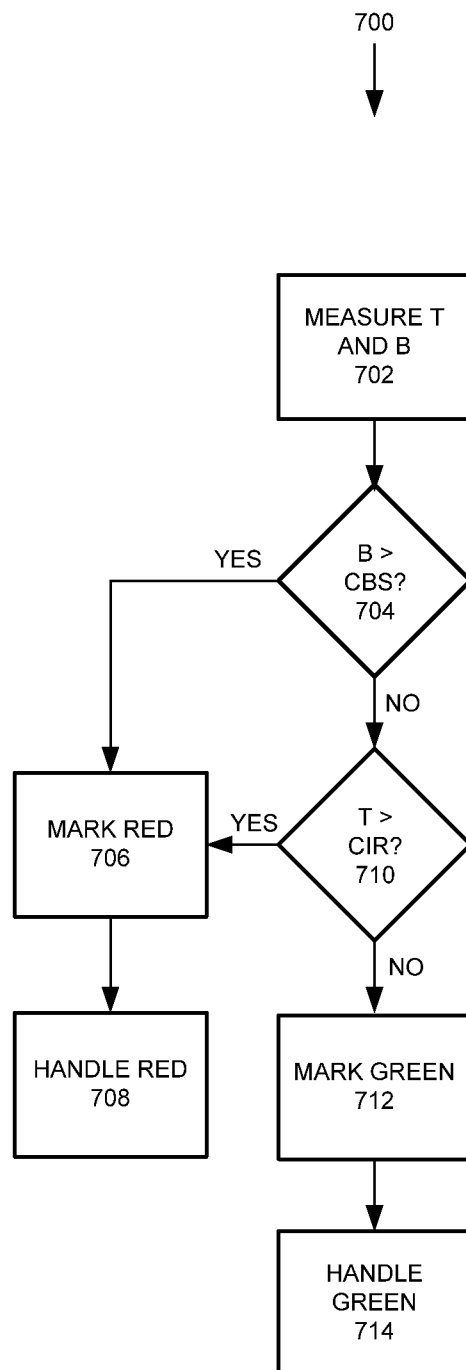 700
MEASURE T
AND B
702
B >
CBS?
704
YES
NO
T >
CIR?
710
YES
MARK RED
706
NO
HANDLE RED
708
MARK GREEN
712
HANDLE
GREEN
714